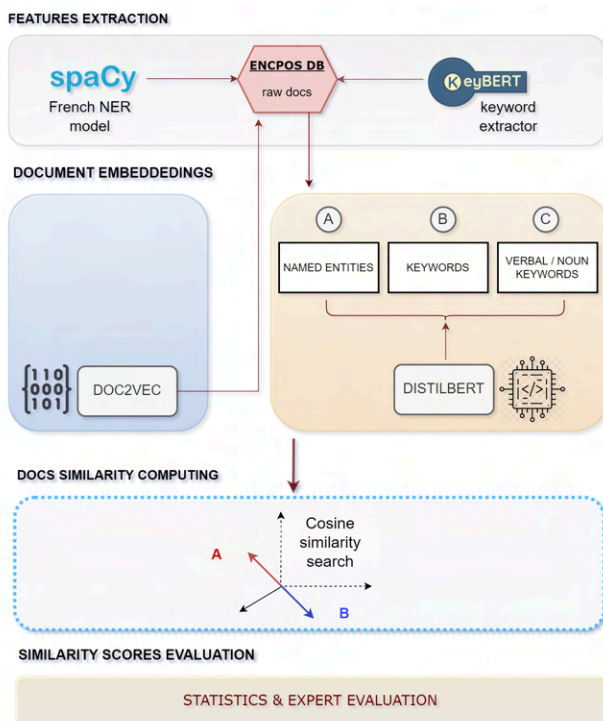 FEATURES EXTRACTION
spaCy
French NER
model
ENCPOS DB
raw docs
KeyBERT
keyword
extractor
DOCUMENT EMBEDDEDINGS
A
B
C
NAMED ENTITIES
KEYWORDS
VERBAL / NOUN
KEYWORDS
110
000
101
DOC2VEC
DISTILBERT
</>
DOCS SIMILARITY COMPUTING
Cosine
similarity
search
A
B
SIMILARITY SCORES EVALUATION
STATISTICS & EXPERT EVALUATION